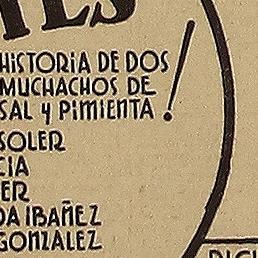 HISTORIA DE DOS
MUCHACHOS DE
SAL y PIMIENTA!
SOLER
CIA
ER
DA IBAÑEZ
GONZALEZ